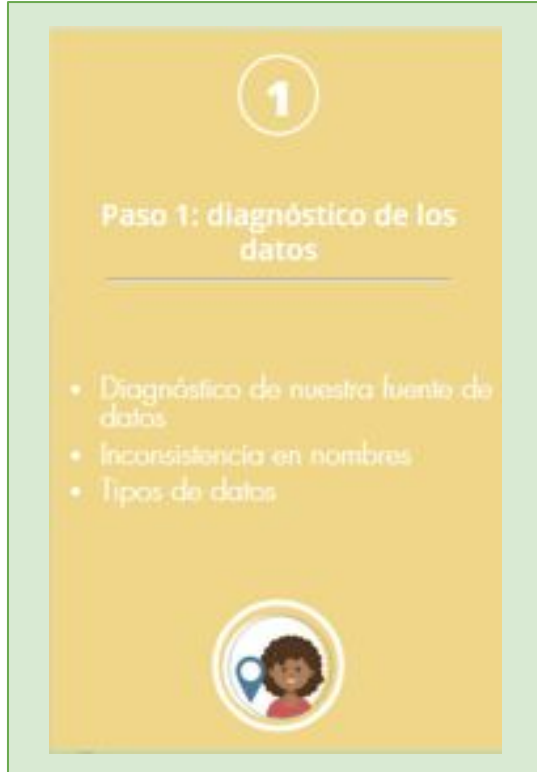 1
Paso 1: diagnóstico de los
datos
• Diagnóstico de nuestra fuente de
datos
• Inconsistencia en nombres
• Tipos de datos